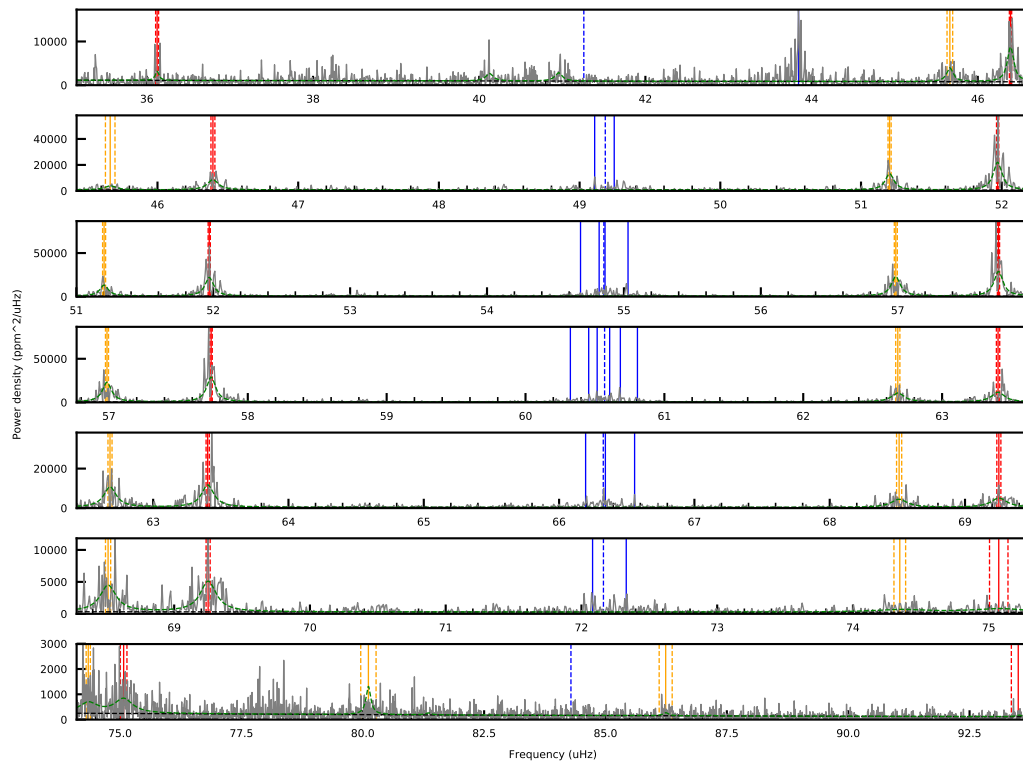 10000
0
36 38 40 42 44 46
40000
20000
0
46 47 48 49 50 51 52
50000
0
51 52 53 54 55 56 57
50000
0
57 58 59 60 61 62 63
20000
0
63 64 65 66 67 68 69
10000
5000
0
69 70 71 72 73 74 75
3000
2000
1000
0
75.0 77.5 80.0 82.5 85.0 87.5 90.0 92.5
Power density (ppm^2/uHz)
Frequency (uHz)